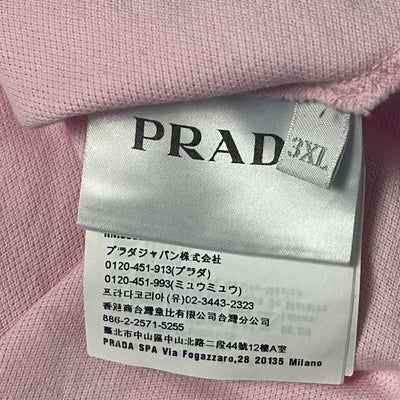 PRAD
3XL
プラダジャパン株式会社
0120-451-913(プラダ)
0120-451-993(ミュウミュウ)
프라다코리아(유)02-3443-2323
香港商台灣意比有限公司台灣分公司
886-2-2571-5255
臺北市中山區中山北路二段44號12樓A室
PRADA SPA Via Fogazzaro,28 20135 Milano